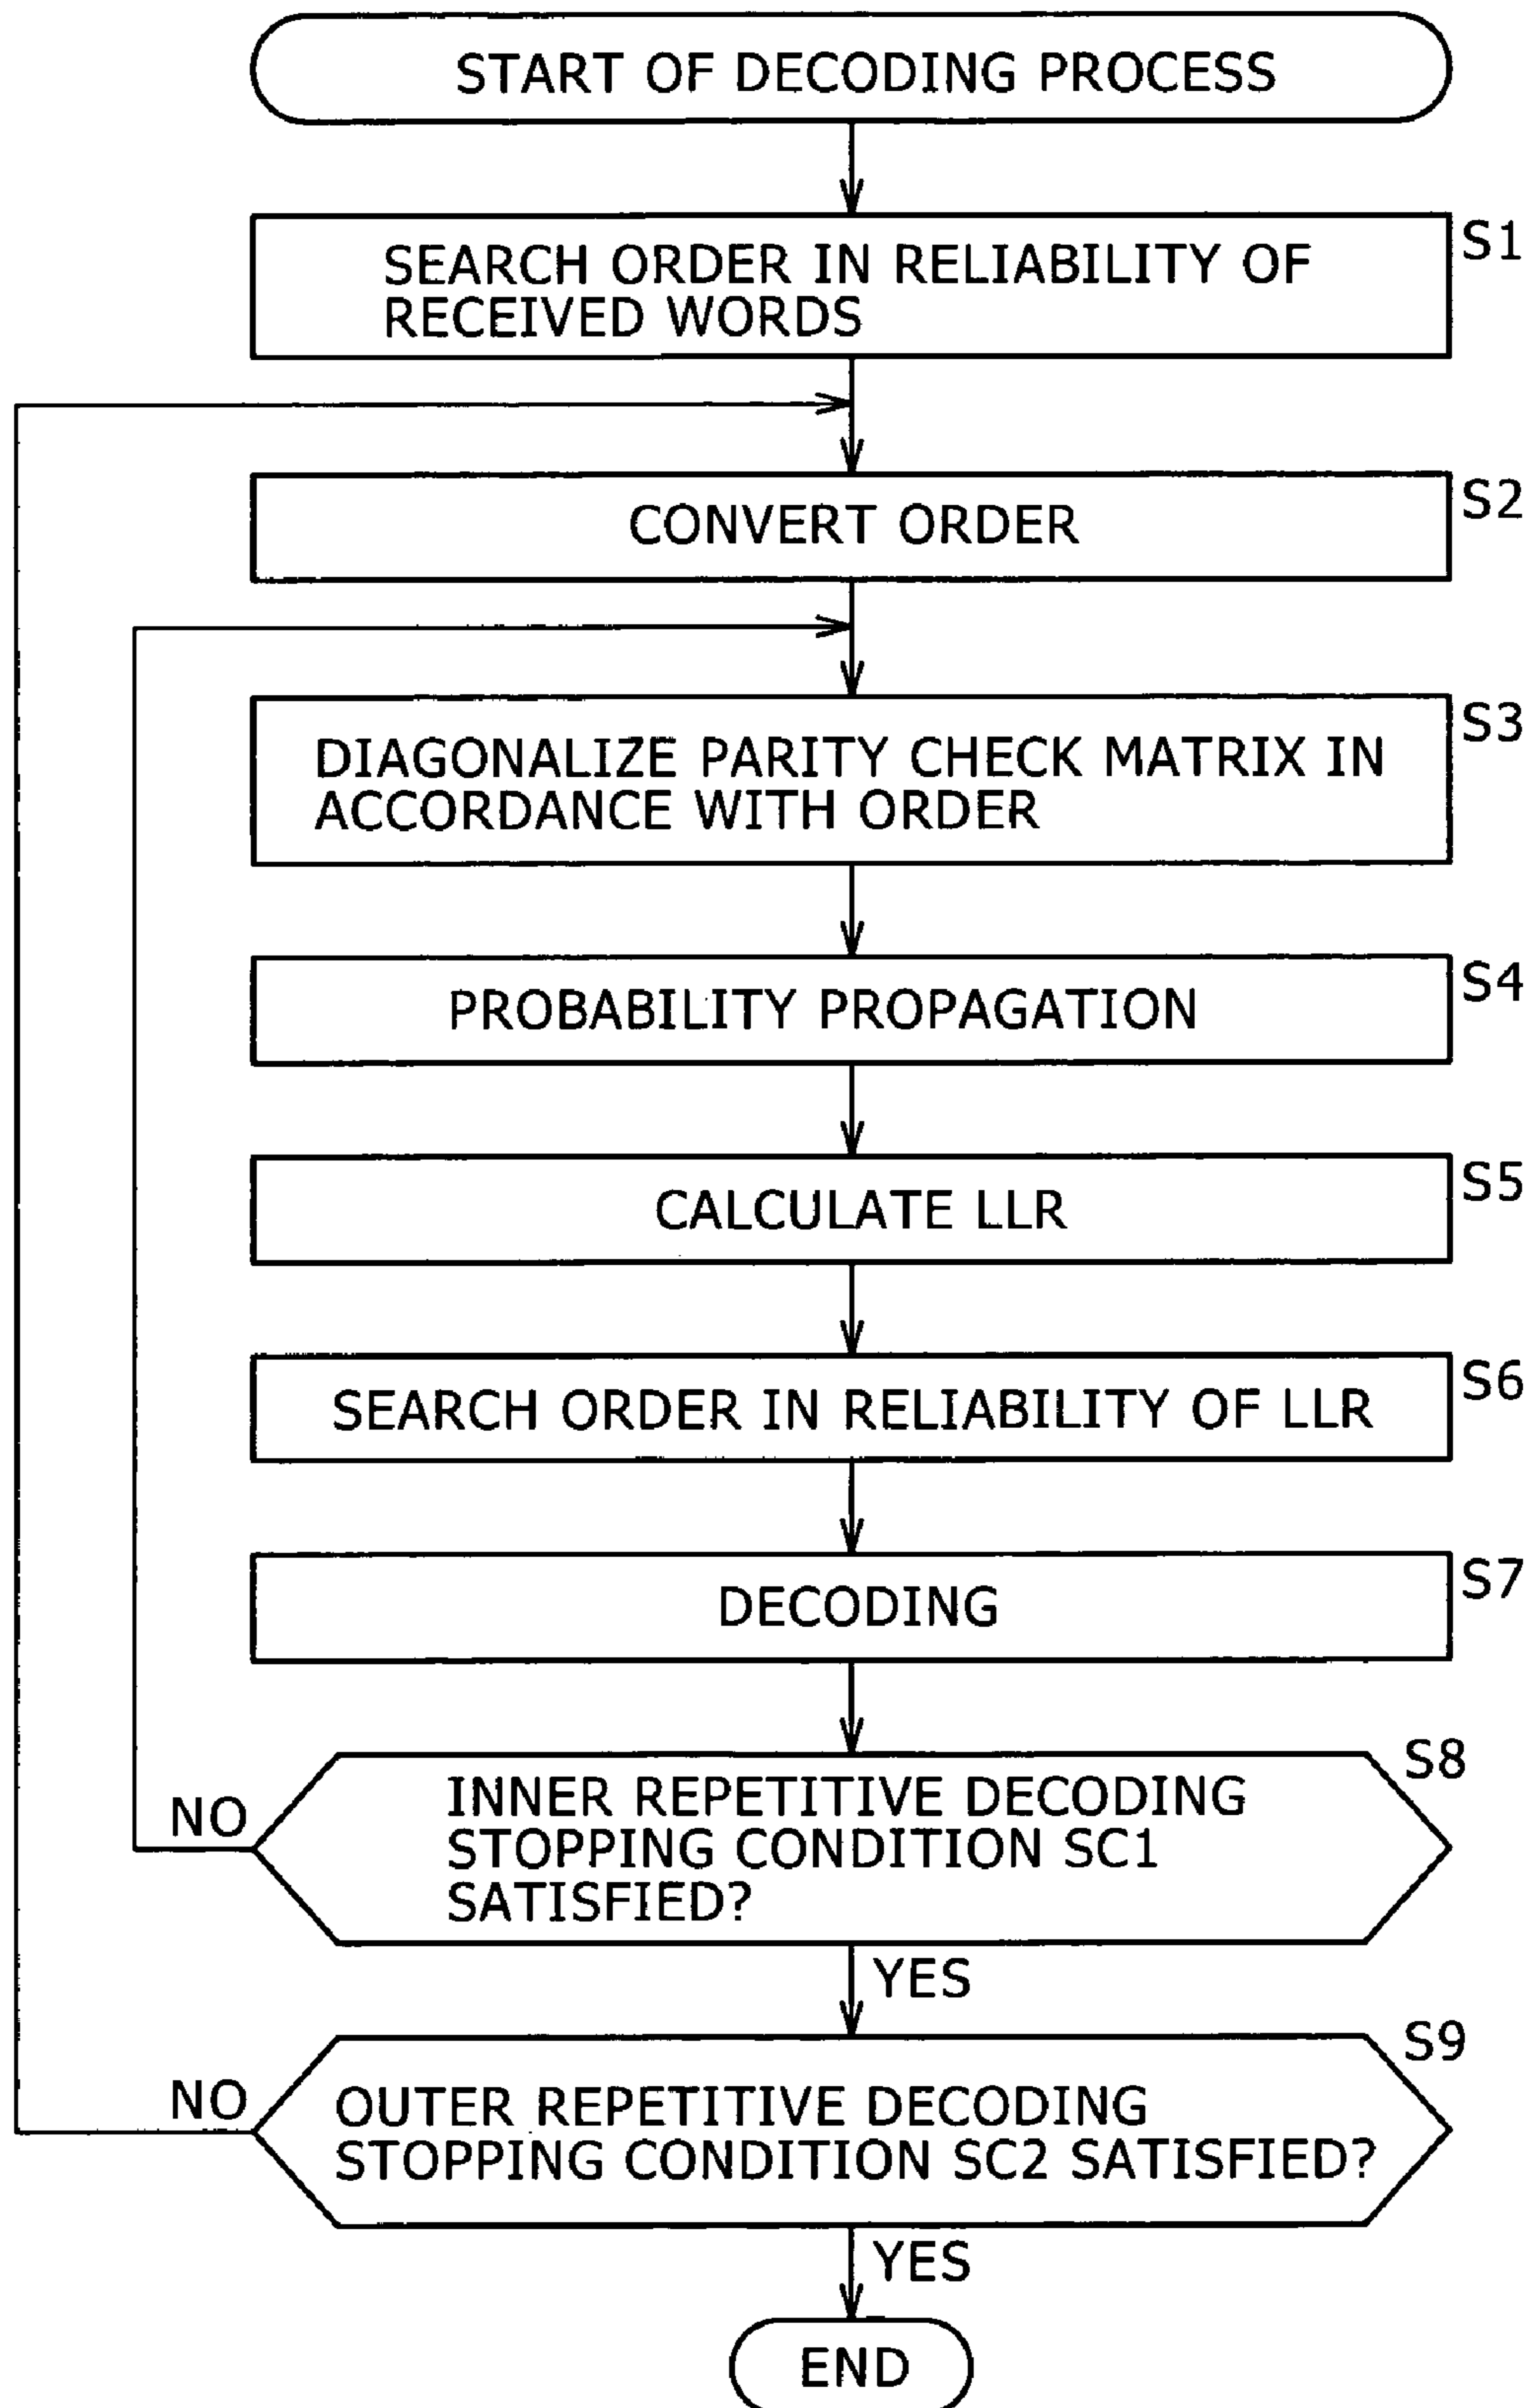 START OF DECODING PROCESS
S1
SEARCH ORDER IN RELIABILITY OF
RECEIVED WORDS
S2
CONVERT ORDER
S3
DIAGONALIZE PARITY CHECK MATRIX IN
ACCORDANCE WITH ORDER
S4
PROBABILITY PROPAGATION
S5
CALCULATE LLR
S6
SEARCH ORDER IN RELIABILITY OF LLR
S7
DECODING
S8
INNER REPETITIVE DECODING
NO
STOPPING CONDITION SC1
SATISFIED?
YES
S9
NO
OUTER REPETITIVE DECODING
STOPPING CONDITION SC2 SATISFIED?
YES
END